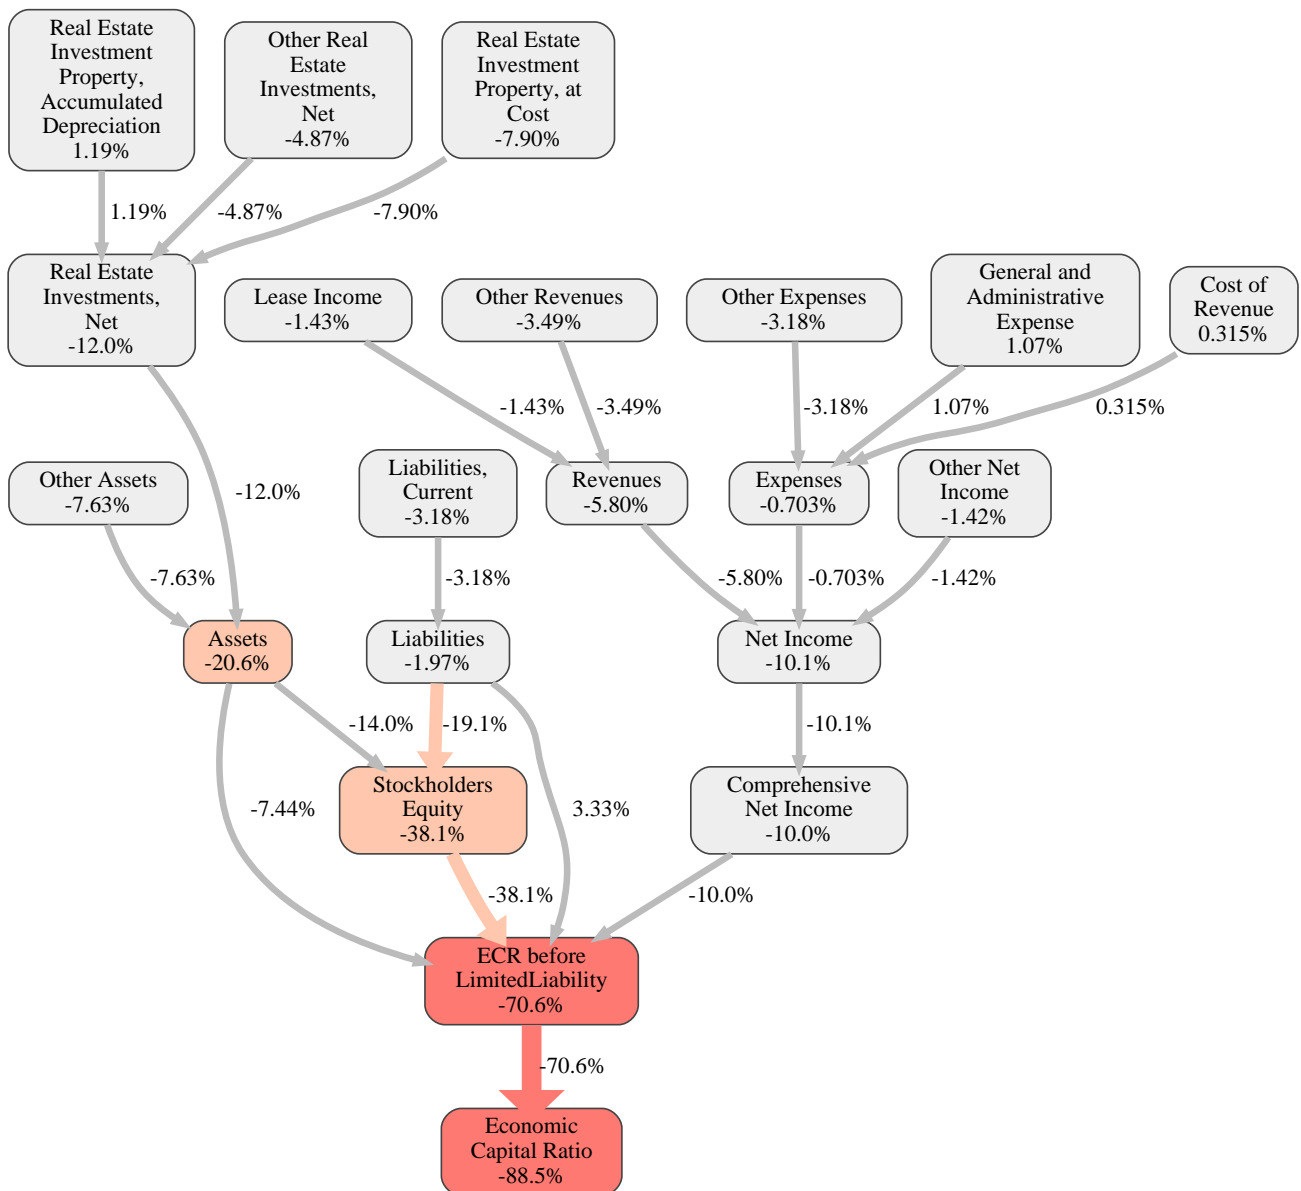 Real Estate
Investment
Property,
Accumulated
Depreciation
1.19%
Other Real
Estate
Investments,
Net
-4.87%
Real Estate
Investment
Property, at
Cost
-7.90%
1.19%
-4.87%
-7.90%
Real Estate
Investments,
Net
-12.0%
Lease Income
-1.43%
Other Revenues
-3.49%
Other Expenses
-3.18%
General and
Administrative
Expense
1.07%
Cost of
Revenue
0.315%
-1.43%
-3.49%
-3.18%
1.07%
0.315%
Other Assets
-7.63%
-12.0%
Liabilities,
Current
-3.18%
Revenues
-5.80%
Expenses
-0.703%
Other Net
Income
-1.42%
-7.63%
-3.18%
-5.80%
-0.703%
-1.42%
Assets
-20.6%
Liabilities
-1.97%
Net Income
-10.1%
-14.0%
-19.1%
-10.1%
-7.44%
Stockholders
Equity
-38.1%
3.33%
Comprehensive
Net Income
-10.0%
-38.1%
-10.0%
ECR before
LimitedLiability
-70.6%
-70.6%
Economic
Capital Ratio
-88.5%